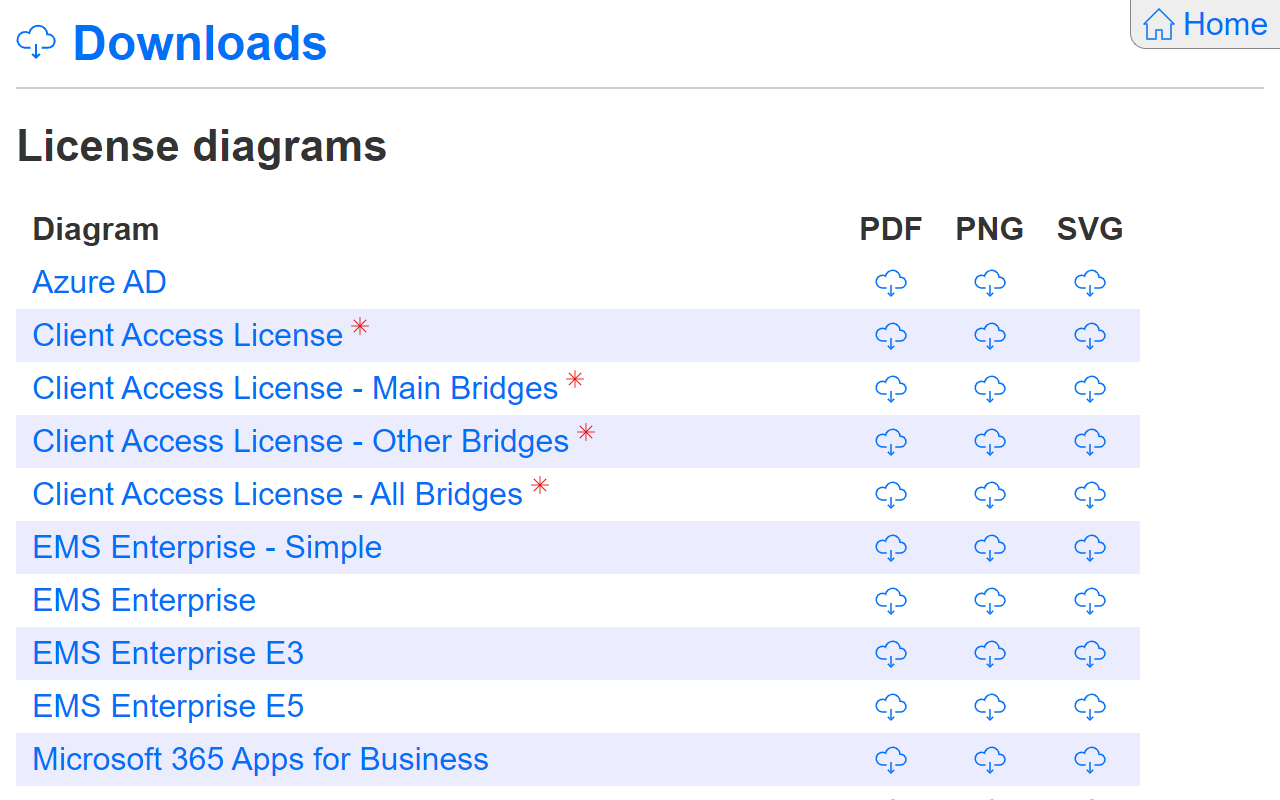 Downloads
Home
License diagrams
Diagram PDF PNG SVG
Azure AD
Client Access License *
Client Access License - Main Bridges *
Client Access License - Other Bridges *
Client Access License - All Bridges *
EMS Enterprise - Simple
EMS Enterprise
EMS Enterprise E3
EMS Enterprise E5
Microsoft 365 Apps for Business